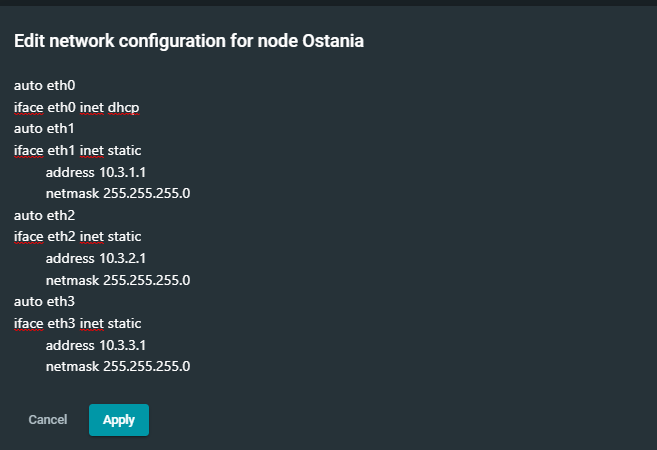 Edit network configuration for node Ostania
auto eth0
iface eth0 inet dhcp
auto eth1
iface eth1 inet static
address 10.3.1.1
netmask 255.255.255.0
auto eth2
iface eth2 inet static
address 10.3.2.1
netmask 255.255.255.0
auto eth3
iface eth3 inet static
address 10.3.3.1
netmask 255.255.255.0
Cancel Apply